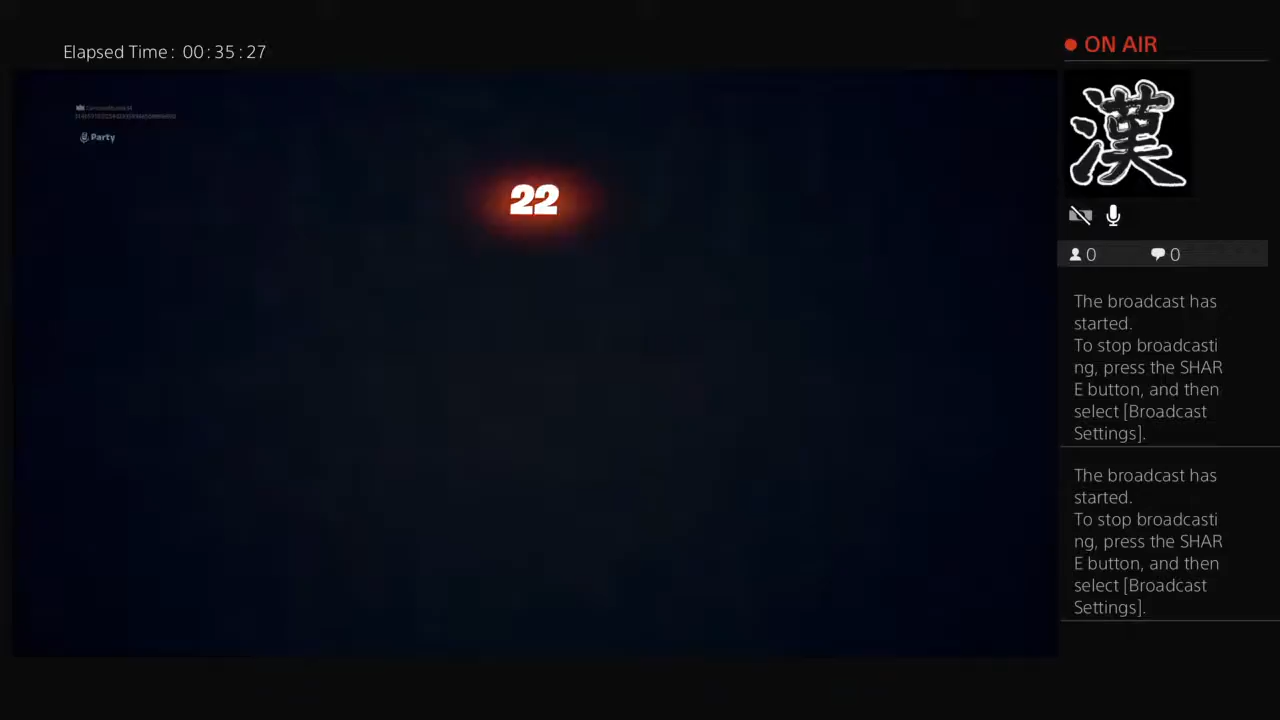 Elapsed Time: 00:35:27
ON AIR
Party
22
漢
0
0
The broadcast has
started.
To stop broadcasti
ng, press the SHAR
E button, and then
select [Broadcast
Settings].
The broadcast has
started.
To stop broadcasti
ng, press the SHAR
E button, and then
select [Broadcast
Settings].